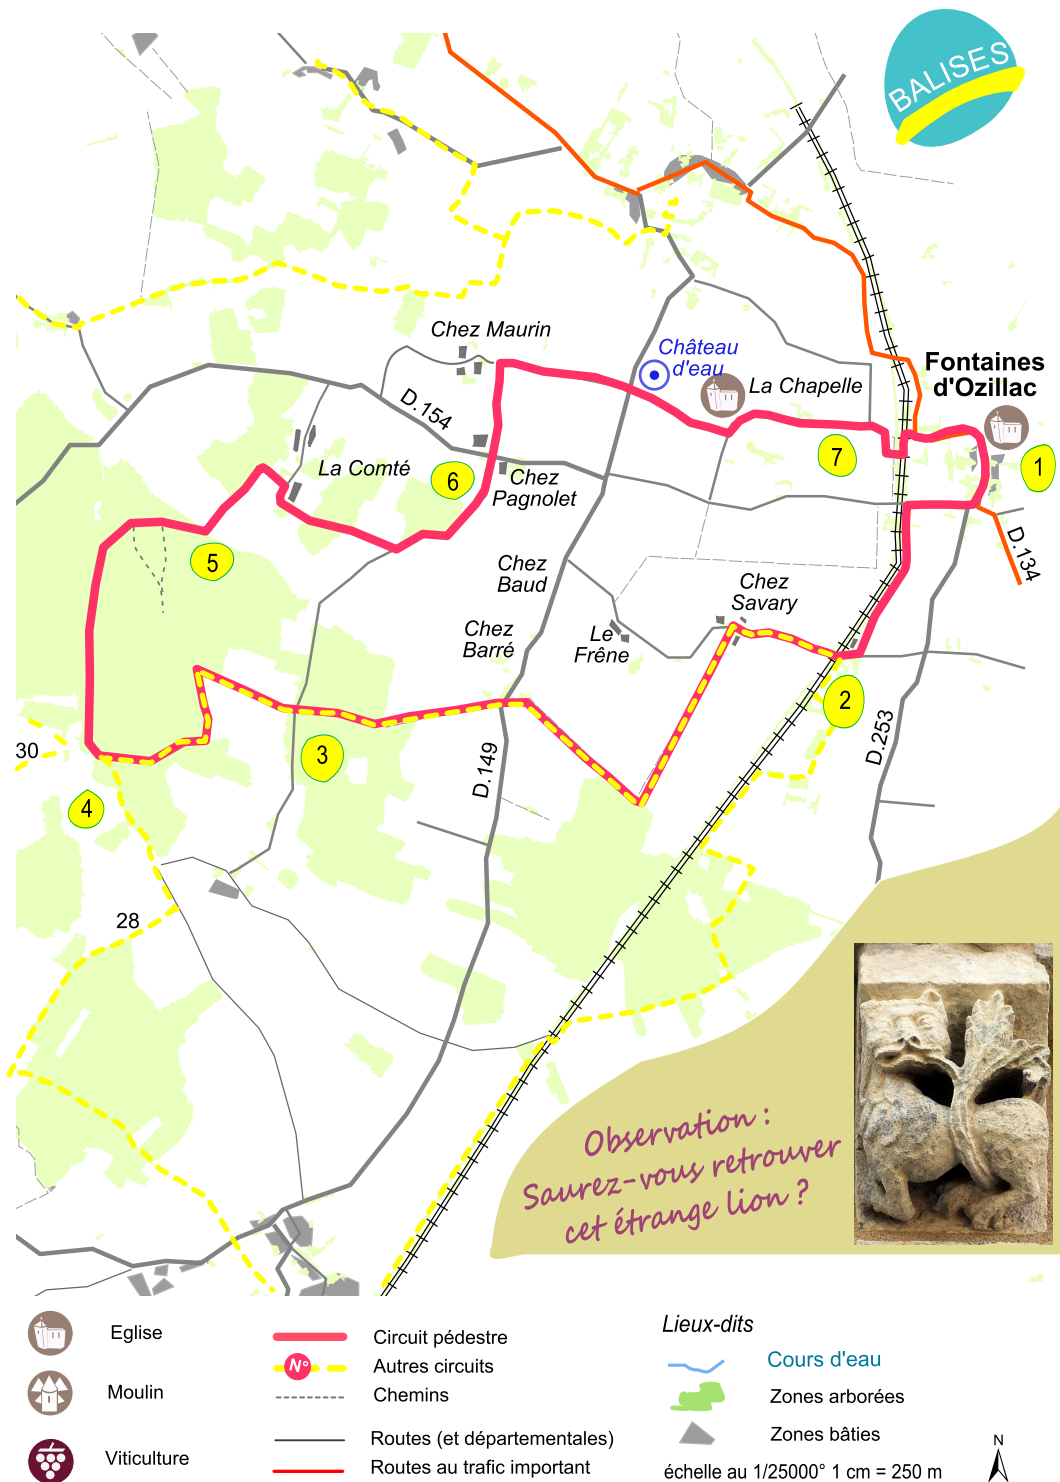 BALISES
Chez Maurin
Château
d'eau
La Chapelle
Fontaines
d'Ozillac
D.154
La Comté
6
Chez
Pagnolet
7
1
5
Chez
Baud
D.134
Chez
Savary
Chez
Barré
Le
Frêne
2
3
30
D.149
D.253
4
28
Observation :
Saurez-vous retrouver
cet étrange lion ?
Eglise
Moulin
Viticulture
Circuit pédestre
N°
Autres circuits
Chemins
Routes (et départementales)
Routes au trafic important
Lieux-dits
Cours d'eau
Zones arborées
Zones bâties
échelle au 1/25000° 1 cm = 250 m
N